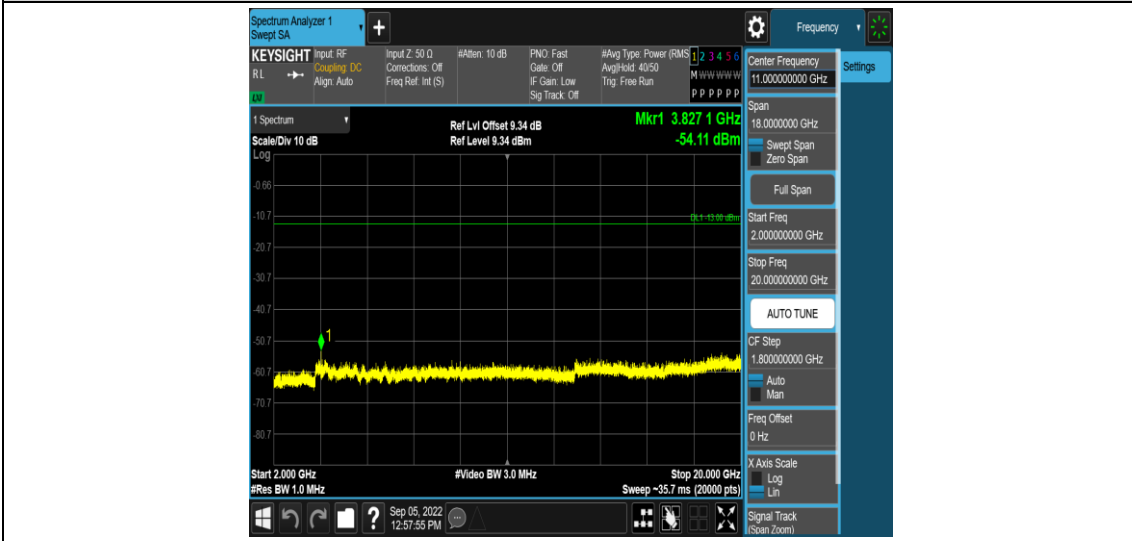 Spectrum Analyzer 1
Swept SA
+
Frequency
KEYSIGHT
RL
Input: RF
Coupling: DC
Align: Auto
Input Z: 50 Ω
Corrections: Off
Freq Ref: Int (S)
#Atten: 10 dB
PNO: Fast
Gate: Off
IF Gain: Low
Sig Track: Off
#Avg Type: Power (RMS
Avg|Hold: 40/50
Trig: Free Run
1 2 3 4 5 6
M W W W W W
P P P P P P
1 Spectrum
Scale/Div 10 dB
Log
Ref Lvl Offset 9.34 dB
Ref Level 9.34 dBm
Mkr1 3.827 1 GHz
-54.11 dBm
-0.66
-10.7
DL1 -13.00 dBm
-20.7
-30.7
-40.7
-50.7
1
-60.7
-70.7
-80.7
Start 2.000 GHz
#Res BW 1.0 MHz
#Video BW 3.0 MHz
Stop 20.000 GHz
Sweep ~35.7 ms (20000 pts)
Sep 05, 2022
12:57:55 PM
?
Center Frequency
11.000000000 GHz
Settings
Span
18.0000000 GHz
Swept Span
Zero Span
Full Span
Start Freq
2.000000000 GHz
Stop Freq
20.000000000 GHz
AUTO TUNE
CF Step
1.800000000 GHz
Auto
Man
Freq Offset
0 Hz
X Axis Scale
Log
Lin
Signal Track
(Span Zoom)